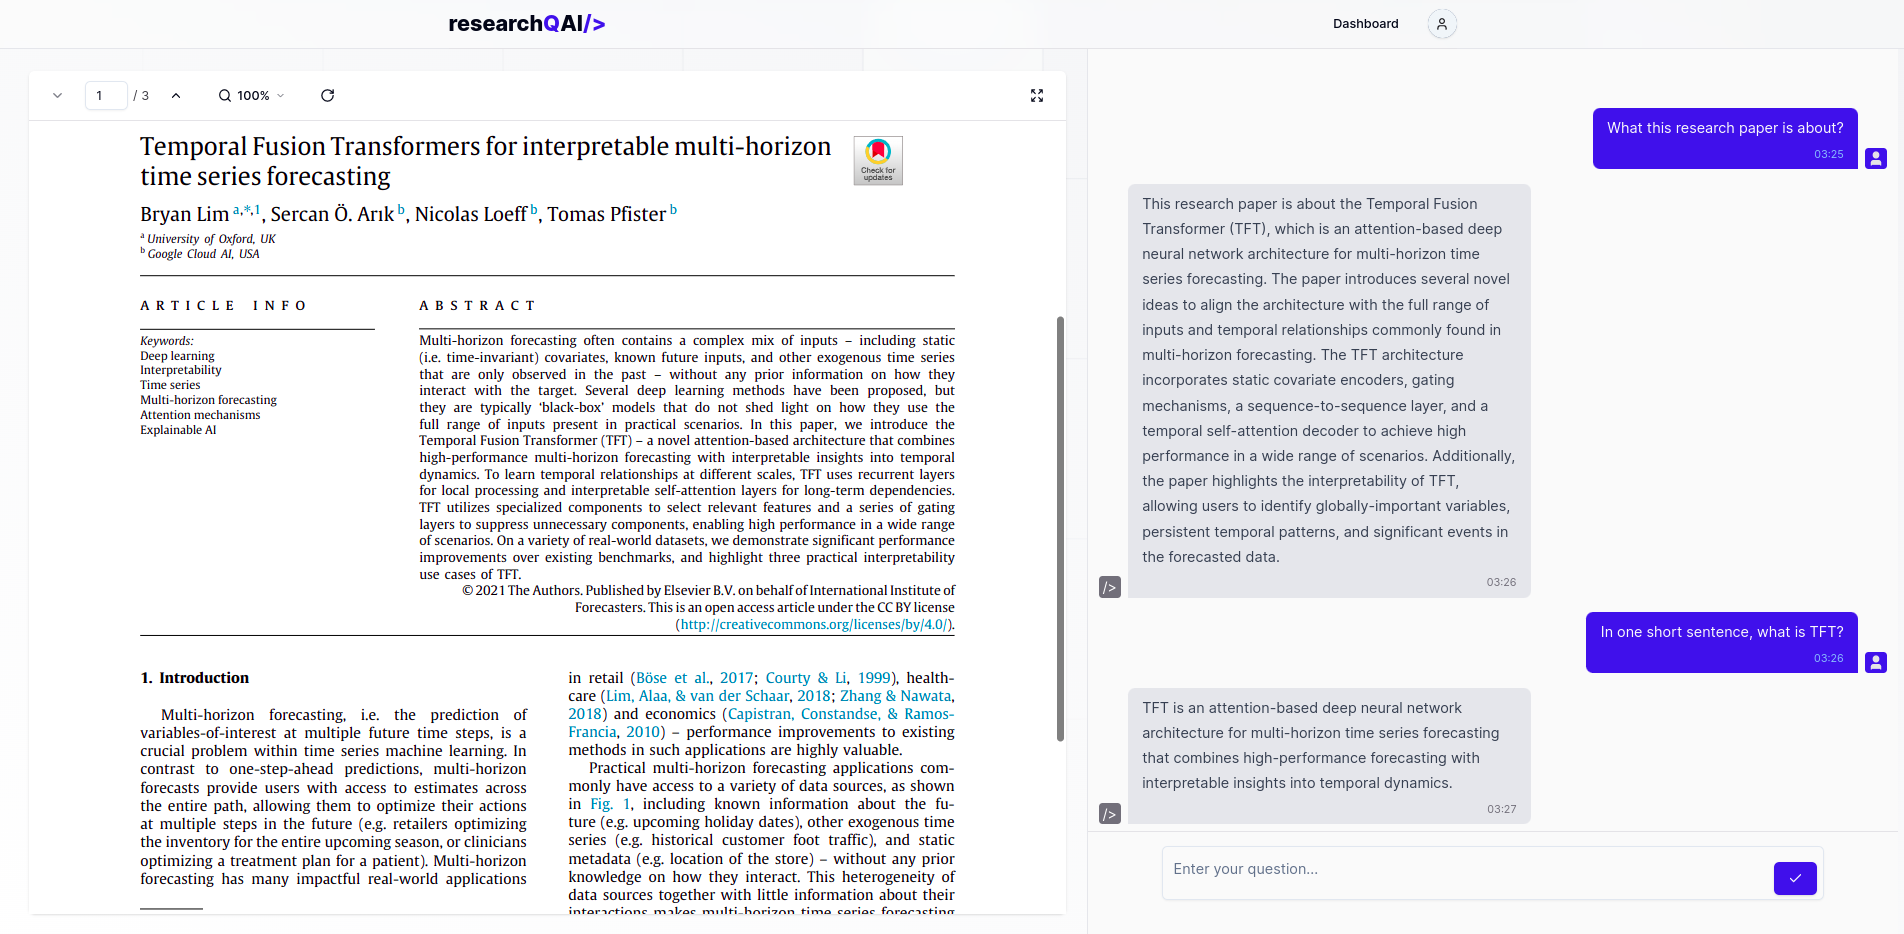 researchQAI/>
Dashboard
1 / 3
100%
Temporal Fusion Transformers for interpretable multi-horizon
time series forecasting
Check for
updates
Bryan Lim a,*,1, Sercan Ö. Arık b, Nicolas Loeff b, Tomas Pfister b
a University of Oxford, UK
b Google Cloud AI, USA
ARTICLE INFO
Keywords:
Deep learning
Interpretability
Time series
Multi-horizon forecasting
Attention mechanisms
Explainable AI
ABSTRACT
Multi-horizon forecasting often contains a complex mix of inputs – including static
(i.e. time-invariant) covariates, known future inputs, and other exogenous time series
that are only observed in the past – without any prior information on how they
interact with the target. Several deep learning methods have been proposed, but
they are typically ‘black-box’ models that do not shed light on how they use the
full range of inputs present in practical scenarios. In this paper, we introduce the
Temporal Fusion Transformer (TFT) – a novel attention-based architecture that combines
high-performance multi-horizon forecasting with interpretable insights into temporal
dynamics. To learn temporal relationships at different scales, TFT uses recurrent layers
for local processing and interpretable self-attention layers for long-term dependencies.
TFT utilizes specialized components to select relevant features and a series of gating
layers to suppress unnecessary components, enabling high performance in a wide range
of scenarios. On a variety of real-world datasets, we demonstrate significant performance
improvements over existing benchmarks, and highlight three practical interpretability
use cases of TFT.
© 2021 The Authors. Published by Elsevier B.V. on behalf of International Institute of
Forecasters. This is an open access article under the CC BY license
(http://creativecommons.org/licenses/by/4.0/).
1. Introduction
Multi-horizon forecasting, i.e. the prediction of
variables-of-interest at multiple future time steps, is a
crucial problem within time series machine learning. In
contrast to one-step-ahead predictions, multi-horizon
forecasts provide users with access to estimates across
the entire path, allowing them to optimize their actions
at multiple steps in the future (e.g. retailers optimizing
the inventory for the entire upcoming season, or clinicians
optimizing a treatment plan for a patient). Multi-horizon
forecasting has many impactful real-world applications
in retail (Böse et al., 2017; Courty & Li, 1999), health-
care (Lim, Alaa, & van der Schaar, 2018; Zhang & Nawata,
2018) and economics (Capistran, Constandse, & Ramos-
Francia, 2010) – performance improvements to existing
methods in such applications are highly valuable.
Practical multi-horizon forecasting applications com-
monly have access to a variety of data sources, as shown
in Fig. 1, including known information about the fu-
ture (e.g. upcoming holiday dates), other exogenous time
series (e.g. historical customer foot traffic), and static
metadata (e.g. location of the store) – without any prior
knowledge on how they interact. This heterogeneity of
data sources together with little information about their
interactions makes multi-horizon time series forecasting
What this research paper is about?
03:25
This research paper is about the Temporal Fusion
Transformer (TFT), which is an attention-based deep
neural network architecture for multi-horizon time
series forecasting. The paper introduces several novel
ideas to align the architecture with the full range of
inputs and temporal relationships commonly found in
multi-horizon forecasting. The TFT architecture
incorporates static covariate encoders, gating
mechanisms, a sequence-to-sequence layer, and a
temporal self-attention decoder to achieve high
performance in a wide range of scenarios. Additionally,
the paper highlights the interpretability of TFT,
allowing users to identify globally-important variables,
persistent temporal patterns, and significant events in
the forecasted data.
03:26
/>
In one short sentence, what is TFT?
03:26
TFT is an attention-based deep neural network
architecture for multi-horizon time series forecasting
that combines high-performance forecasting with
interpretable insights into temporal dynamics.
03:27
/>
Enter your question...